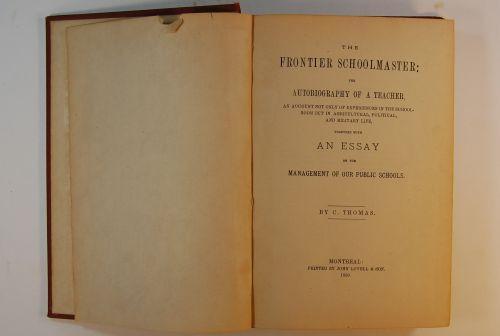 THE
FRONTIER SCHOOLMASTER;
THE
AUTOBIOGRAPHY OF A TEACHER,
AN ACCOUNT NOT ONLY OF EXPERIENCES IN THE SCHOOL-
ROOM BUT IN AGRICULTURAL, POLITICAL,
AND MILITARY LIFE,
TOGETHER WITH
AN ESSAY
ON THE
MANAGEMENT OF OUR PUBLIC SCHOOLS.
BY C. THOMAS.
MONTREAL:
PRINTED BY JOHN LOVELL & SON.
1880.